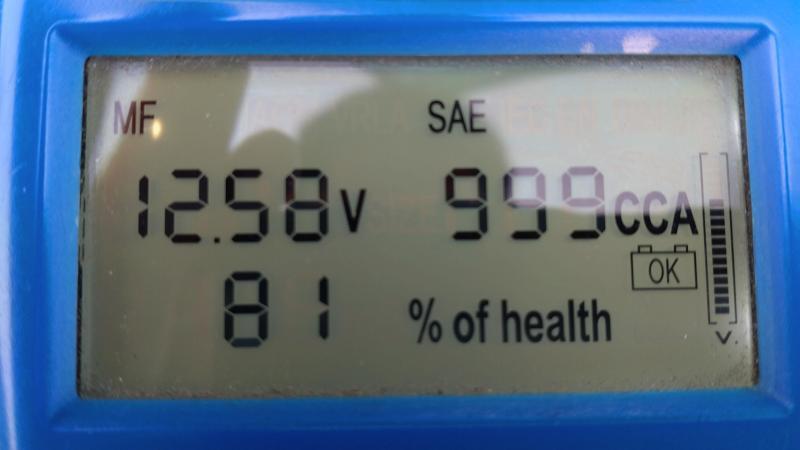 MF SAE
12.58 V 999 CCA
OK
81 % of health
V.